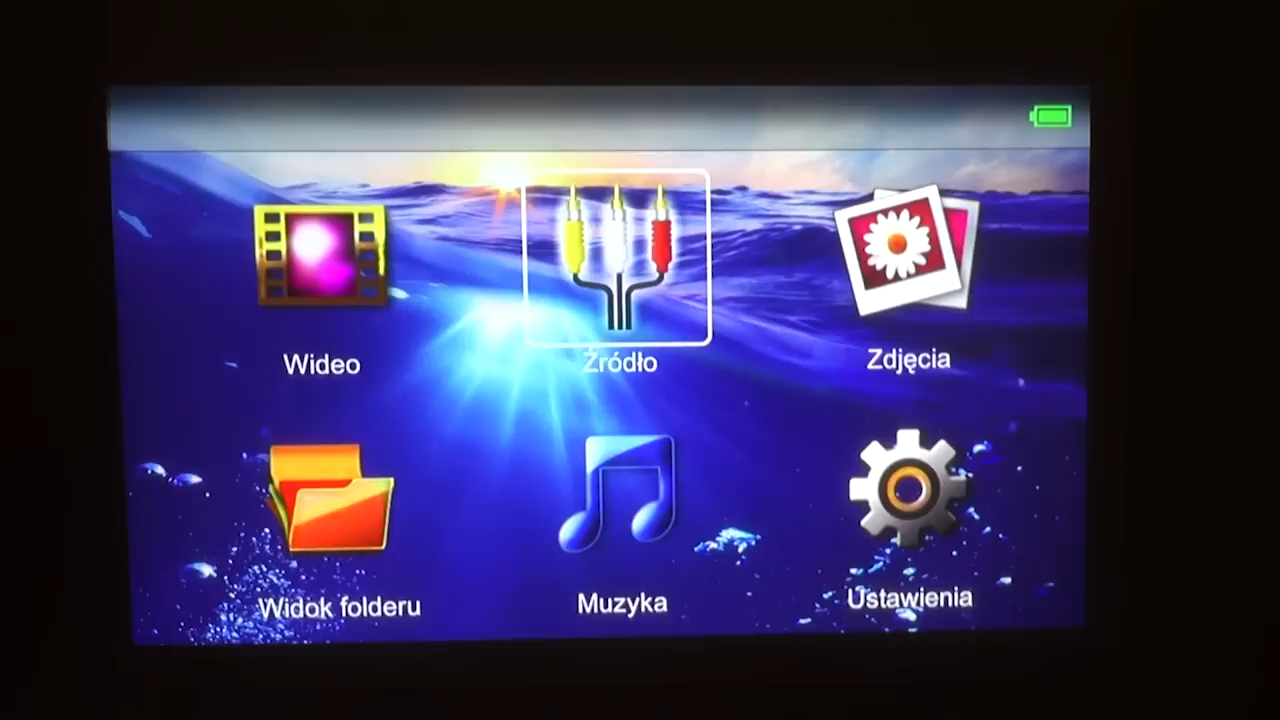 Wideo
Źródło
Zdjęcia
Widok folderu
Muzyka
Ustawienia